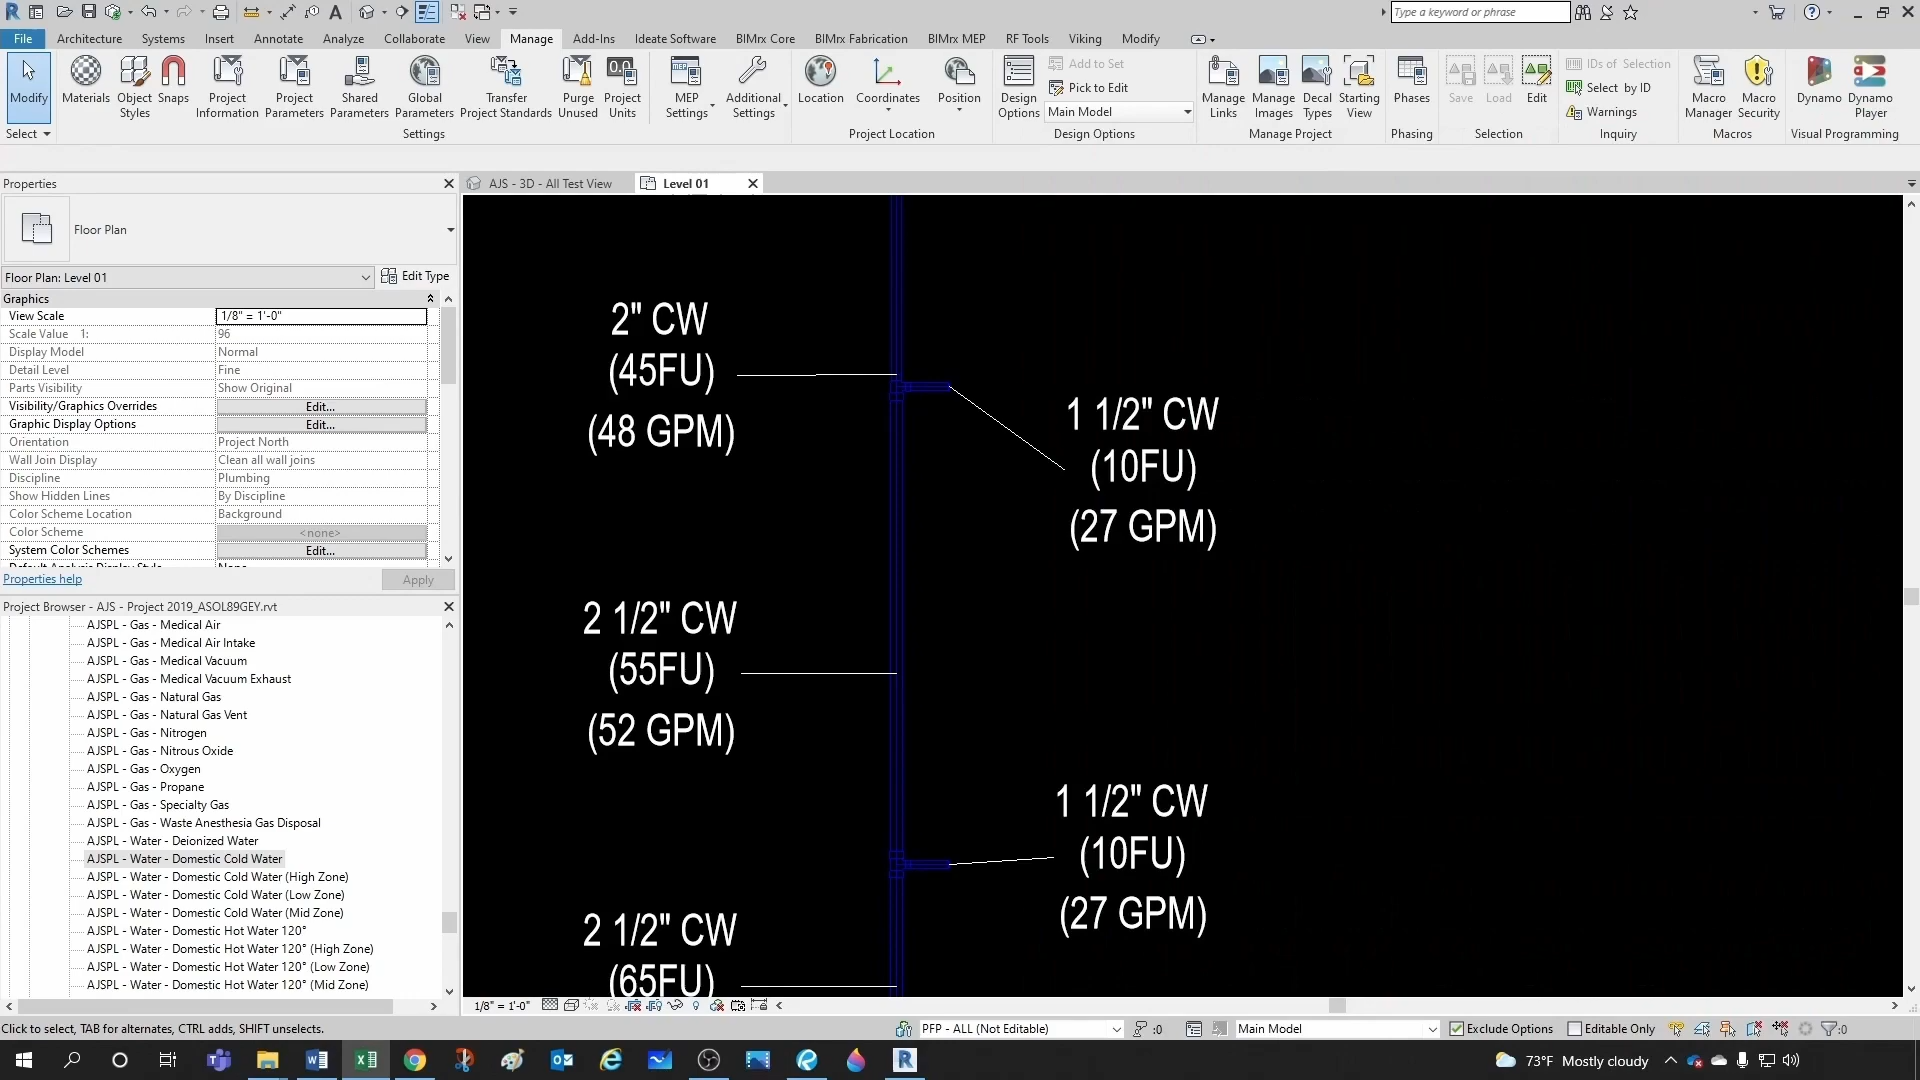 Type a keyword or phrase
File Architecture Systems Insert Annotate Analyze Collaborate View Manage Add-Ins Ideate Software BIMrx Core BIMrx Fabrication BIMrx MEP RF Tools Viking Modify
Modify
Select
Materials
Object Styles
Snaps
Project Information
Project Parameters
Shared Parameters
Global Parameters
Transfer Project Standards
Purge Unused
Project Units
Settings
MEP Settings
Additional Settings
Location
Coordinates
Position
Project Location
Design Options
Add to Set
Pick to Edit
Main Model
Design Options
Manage Links
Manage Images
Decal Types
Starting View
Manage Project
Phases
Phasing
Save
Load
Edit
Selection
IDs of Selection
Select by ID
Warnings
Inquiry
Macro Manager
Macro Security
Macros
Dynamo
Dynamo Player
Visual Programming
Properties
Floor Plan
Floor Plan: Level 01
Edit Type
Graphics
View Scale 1/8" = 1'-0"
Scale Value 1: 96
Display Model Normal
Detail Level Fine
Parts Visibility Show Original
Visibility/Graphics Overrides Edit...
Graphic Display Options Edit...
Orientation Project North
Wall Join Display Clean all wall joins
Discipline Plumbing
Show Hidden Lines By Discipline
Color Scheme Location Background
Color Scheme <none>
System Color Schemes Edit...
Default Analysis Display Style None
Properties help
Apply
Project Browser - AJS - Project 2019_ASOL89GEY.rvt
AJSPL - Gas - Medical Air
AJSPL - Gas - Medical Air Intake
AJSPL - Gas - Medical Vacuum
AJSPL - Gas - Medical Vacuum Exhaust
AJSPL - Gas - Natural Gas
AJSPL - Gas - Natural Gas Vent
AJSPL - Gas - Nitrogen
AJSPL - Gas - Nitrous Oxide
AJSPL - Gas - Oxygen
AJSPL - Gas - Propane
AJSPL - Gas - Specialty Gas
AJSPL - Gas - Waste Anesthesia Gas Disposal
AJSPL - Water - Deionized Water
AJSPL - Water - Domestic Cold Water
AJSPL - Water - Domestic Cold Water (High Zone)
AJSPL - Water - Domestic Cold Water (Low Zone)
AJSPL - Water - Domestic Cold Water (Mid Zone)
AJSPL - Water - Domestic Hot Water 120°
AJSPL - Water - Domestic Hot Water 120° (High Zone)
AJSPL - Water - Domestic Hot Water 120° (Low Zone)
AJSPL - Water - Domestic Hot Water 120° (Mid Zone)
AJS - 3D - All Test View
Level 01
2" CW
(45FU)
(48 GPM)
1 1/2" CW
(10FU)
(27 GPM)
2 1/2" CW
(55FU)
(52 GPM)
1 1/2" CW
(10FU)
(27 GPM)
2 1/2" CW
(65FU)
1/8" = 1'-0"
Click to select, TAB for alternates, CTRL adds, SHIFT unselects.
PFP - ALL (Not Editable)
:0
Main Model
Exclude Options
Editable Only
:0
73°F Mostly cloudy